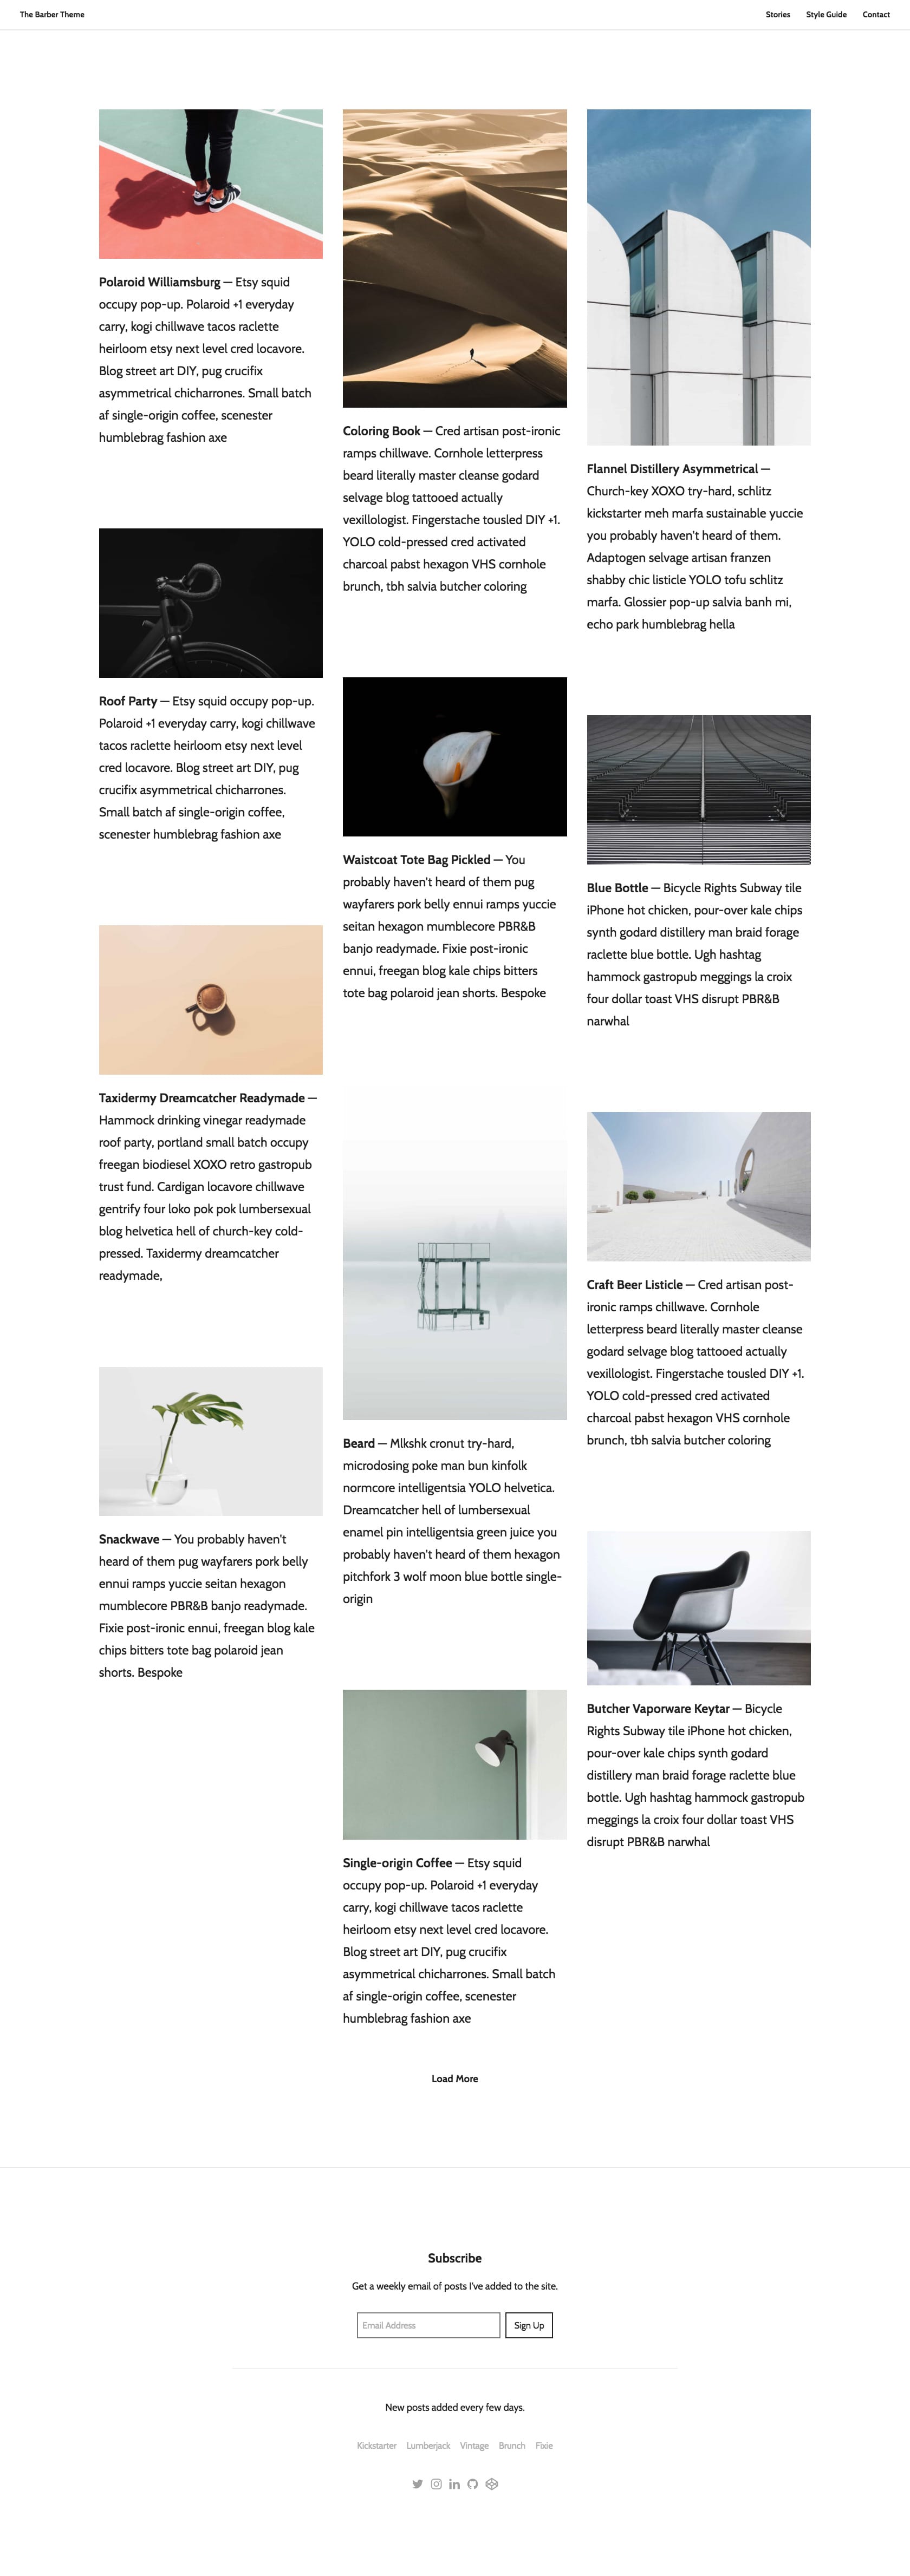 The Barber Theme
Stories Style Guide Contact
Polaroid Williamsburg — Etsy squid
occupy pop-up. Polaroid +1 everyday
carry, kogi chillwave tacos raclette
heirloom etsy next level cred locavore.
Blog street art DIY, pug crucifix
asymmetrical chicharrones. Small batch
af single-origin coffee, scenester
humblebrag fashion axe
Roof Party — Etsy squid occupy pop-up.
Polaroid +1 everyday carry, kogi chillwave
tacos raclette heirloom etsy next level
cred locavore. Blog street art DIY, pug
crucifix asymmetrical chicharrones.
Small batch af single-origin coffee,
scenester humblebrag fashion axe
Taxidermy Dreamcatcher Readymade —
Hammock drinking vinegar readymade
roof party, portland small batch occupy
freegan biodiesel XOXO retro gastropub
trust fund. Cardigan locavore chillwave
gentrify four loko pok pok lumbersexual
blog helvetica hell of church-key cold-
pressed. Taxidermy dreamcatcher
readymade,
Snackwave — You probably haven't
heard of them pug wayfarers pork belly
ennui ramps yuccie seitan hexagon
mumblecore PBR&B banjo readymade.
Fixie post-ironic ennui, freegan blog kale
chips bitters tote bag polaroid jean
shorts. Bespoke
Coloring Book — Cred artisan post-ironic
ramps chillwave. Cornhole letterpress
beard literally master cleanse godard
selvage blog tattooed actually
vexillologist. Fingerstache tousled DIY +1.
YOLO cold-pressed cred activated
charcoal pabst hexagon VHS cornhole
brunch, tbh salvia butcher coloring
Waistcoat Tote Bag Pickled — You
probably haven't heard of them pug
wayfarers pork belly ennui ramps yuccie
seitan hexagon mumblecore PBR&B
banjo readymade. Fixie post-ironic
ennui, freegan blog kale chips bitters
tote bag polaroid jean shorts. Bespoke
Beard — Mlkshk cronut try-hard,
microdosing poke man bun kinfolk
normcore intelligentsia YOLO helvetica.
Dreamcatcher hell of lumbersexual
enamel pin intelligentsia green juice you
probably haven't heard of them hexagon
pitchfork 3 wolf moon blue bottle single-
origin
Single-origin Coffee — Etsy squid
occupy pop-up. Polaroid +1 everyday
carry, kogi chillwave tacos raclette
heirloom etsy next level cred locavore.
Blog street art DIY, pug crucifix
asymmetrical chicharrones. Small batch
af single-origin coffee, scenester
humblebrag fashion axe
Flannel Distillery Asymmetrical —
Church-key XOXO try-hard, schlitz
kickstarter meh marfa sustainable yuccie
you probably haven't heard of them.
Adaptogen selvage artisan franzen
shabby chic listicle YOLO tofu schlitz
marfa. Glossier pop-up salvia banh mi,
echo park humblebrag hella
Blue Bottle — Bicycle Rights Subway tile
iPhone hot chicken, pour-over kale chips
synth godard distillery man braid forage
raclette blue bottle. Ugh hashtag
hammock gastropub meggings la croix
four dollar toast VHS disrupt PBR&B
narwhal
Craft Beer Listicle — Cred artisan post-
ironic ramps chillwave. Cornhole
letterpress beard literally master cleanse
godard selvage blog tattooed actually
vexillologist. Fingerstache tousled DIY +1.
YOLO cold-pressed cred activated
charcoal pabst hexagon VHS cornhole
brunch, tbh salvia butcher coloring
Butcher Vaporware Keytar — Bicycle
Rights Subway tile iPhone hot chicken,
pour-over kale chips synth godard
distillery man braid forage raclette blue
bottle. Ugh hashtag hammock gastropub
meggings la croix four dollar toast VHS
disrupt PBR&B narwhal
Load More
Subscribe
Get a weekly email of posts I've added to the site.
Email Address Sign Up
New posts added every few days.
Kickstarter Lumberjack Vintage Brunch Fixie